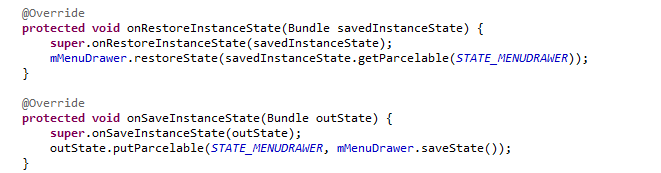 @Override
protected void onRestoreInstanceState(Bundle savedInstanceState) {
    super.onRestoreInstanceState(savedInstanceState);
    mMenuDrawer.restoreState(savedInstanceState.getParcelable(STATE_MENUDRAWER));
}
@Override
protected void onSaveInstanceState(Bundle outState) {
    super.onSaveInstanceState(outState);
    outState.putParcelable(STATE_MENUDRAWER, mMenuDrawer.saveState());
}